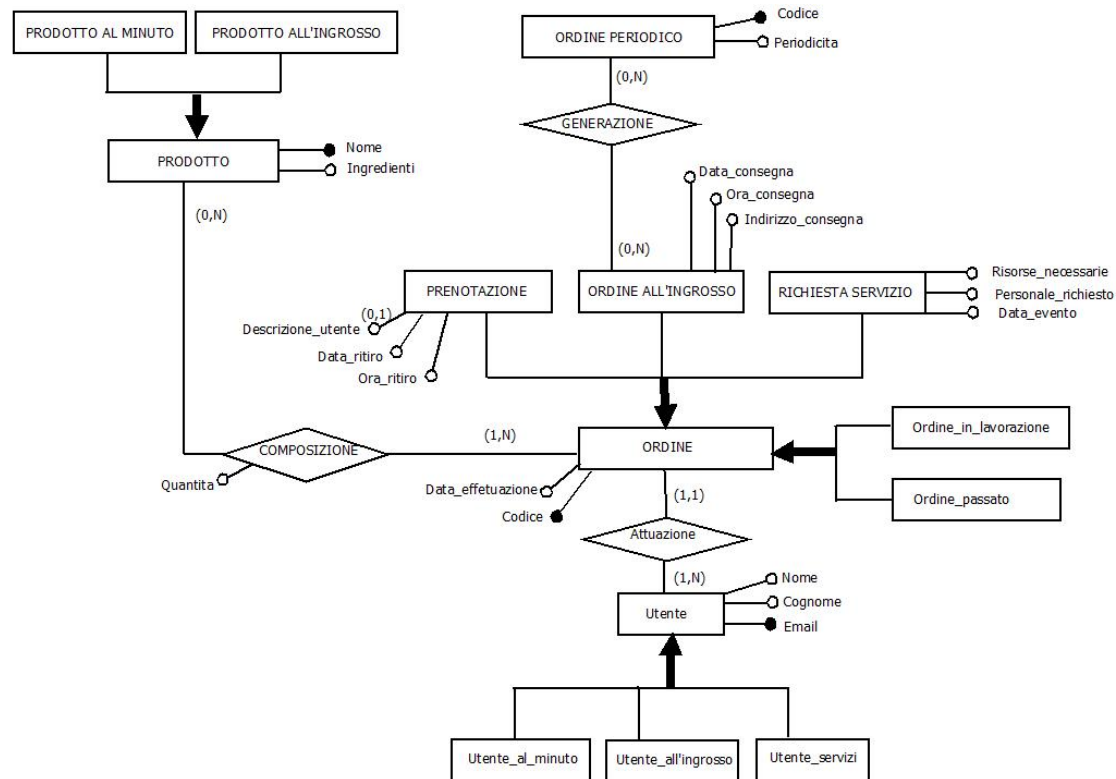 PRODOTTO AL MINUTO
PRODOTTO ALL'INGROSSO
ORDINE PERIODICO
Codice
Periodicita
(0,N)
GENERAZIONE
PRODOTTO
Nome
Ingredienti
(0,N)
Data_consegna
Ora_consegna
Indirizzo_consegna
(0,N)
PRENOTAZIONE
ORDINE ALL'INGROSSO
RICHIESTA SERVIZIO
Risorse_necessarie
Personale_richiesto
Data_evento
(0,1)
Descrizione_utente
Data_ritiro
Ora_ritiro
COMPOSIZIONE
(1,N)
ORDINE
Ordine_in_lavorazione
Quantita
Data_effetuazione
Codice
(1,1)
Ordine_passato
Attuazione
(1,N)
Nome
Utente
Cognome
Email
Utente_al_minuto
Utente_all'ingrosso
Utente_servizi